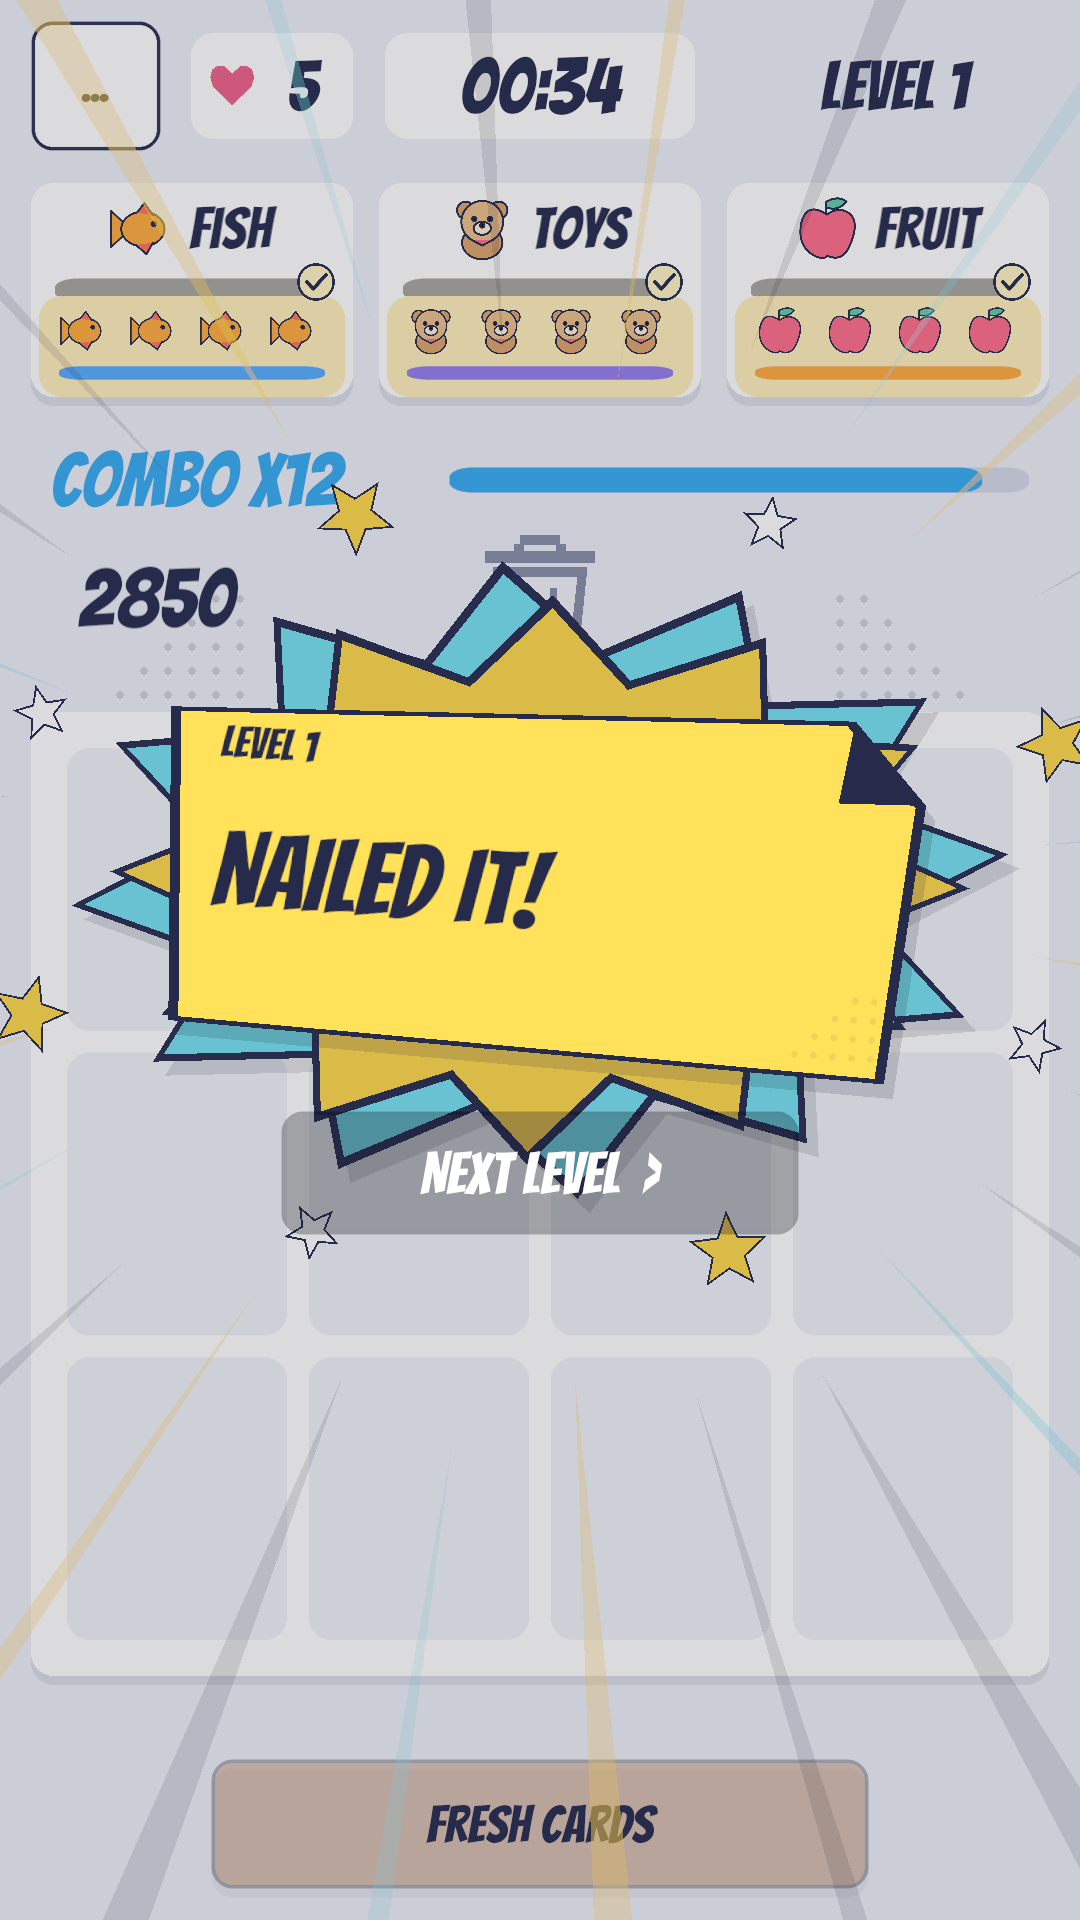 ...
5
00:34
LEVEL 1
FISH
TOYS
FRUIT
COMBO X12
2850
LEVEL 1
NAILED IT!
NEXT LEVEL >
FRESH CARDS